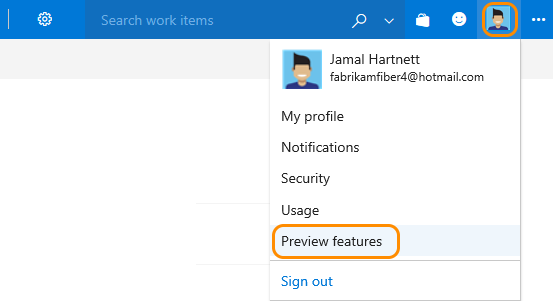 Search work items
Jamal Hartnett
fabrikamfiber4@hotmail.com
My profile
Notifications
Security
Usage
Preview features
Sign out